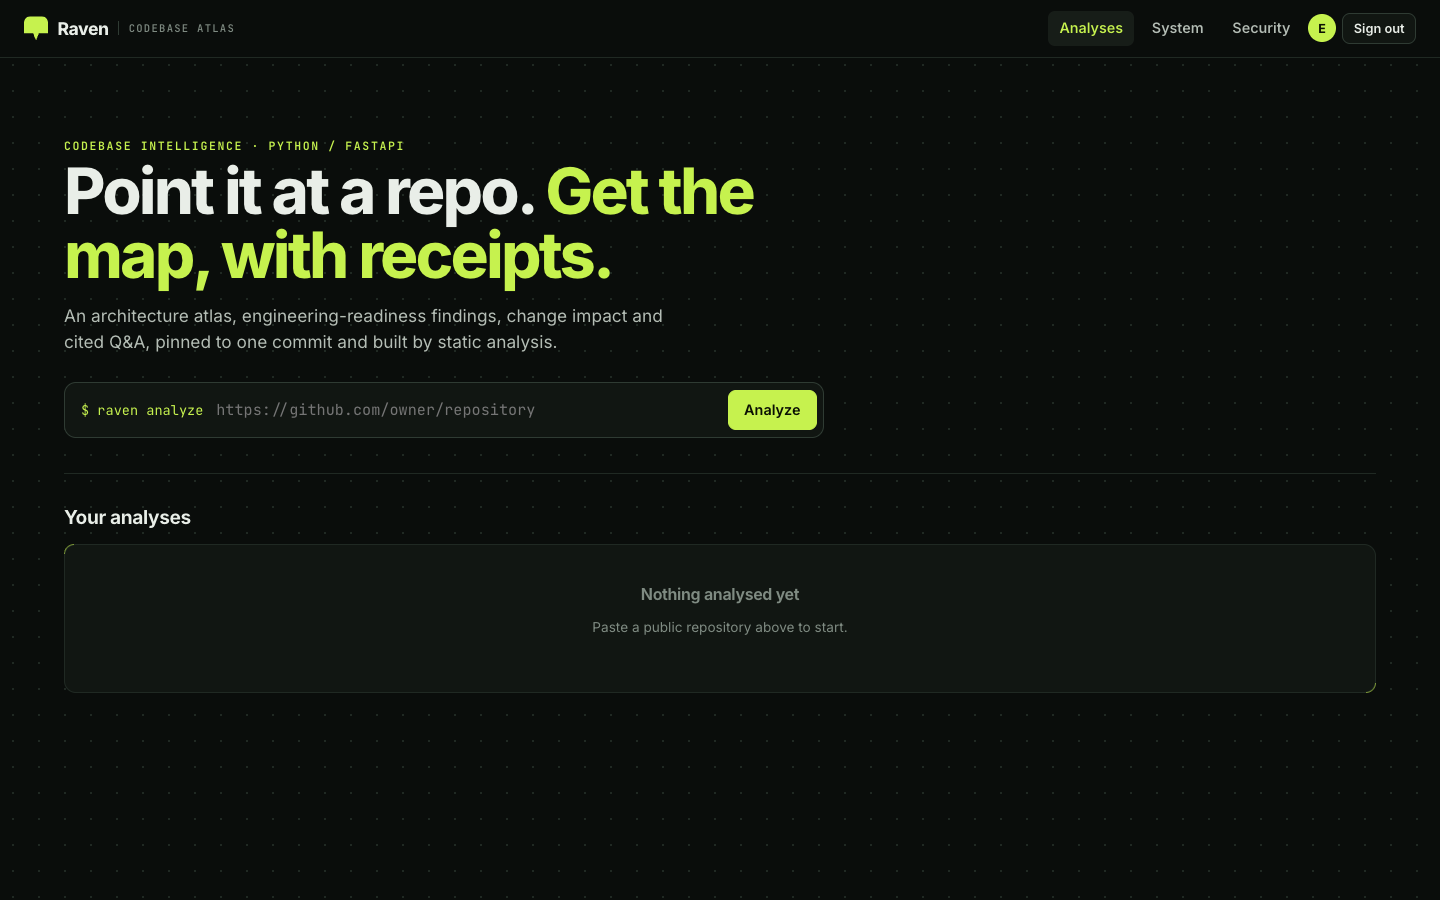 Raven
CODEBASE ATLAS
Analyses
System
Security
E
Sign out
CODEBASE INTELLIGENCE · PYTHON / FASTAPI
Point it at a repo. Get the
map, with receipts.
An architecture atlas, engineering-readiness findings, change impact and
cited Q&A, pinned to one commit and built by static analysis.
$ raven analyze https://github.com/owner/repository
Analyze
Your analyses
Nothing analysed yet
Paste a public repository above to start.